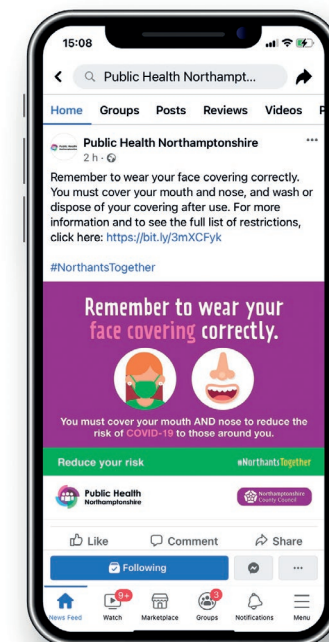 15:08
Public Health Northampt...
Home Groups Posts Reviews Videos
Public Health Northamptonshire
2 h ·
Remember to wear your face covering correctly.
You must cover your mouth and nose, and wash or
dispose of your covering after use. For more
information and to see the full list of restrictions,
click here: https://bit.ly/3mXCFyk
#NorthantsTogether
Remember to wear your
face covering correctly.
You must cover your mouth AND nose to reduce the
risk of COVID-19 to those around you.
Reduce your risk #NorthantsTogether
Public Health
Northamptonshire
Northamptonshire
County Council
Like Comment Share
Following
9+ 3
News Feed Watch Marketplace Groups Notifications Menu